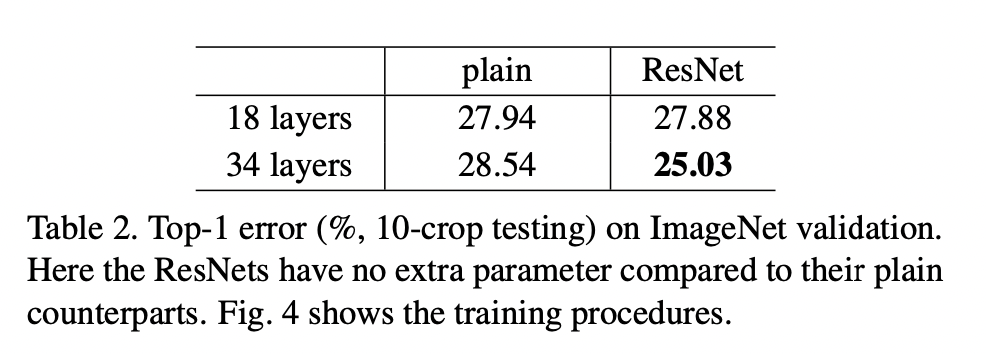 plain ResNet
18 layers 27.94 27.88
34 layers 28.54 25.03
Table 2. Top-1 error (%, 10-crop testing) on ImageNet validation.
Here the ResNets have no extra parameter compared to their plain
counterparts. Fig. 4 shows the training procedures.